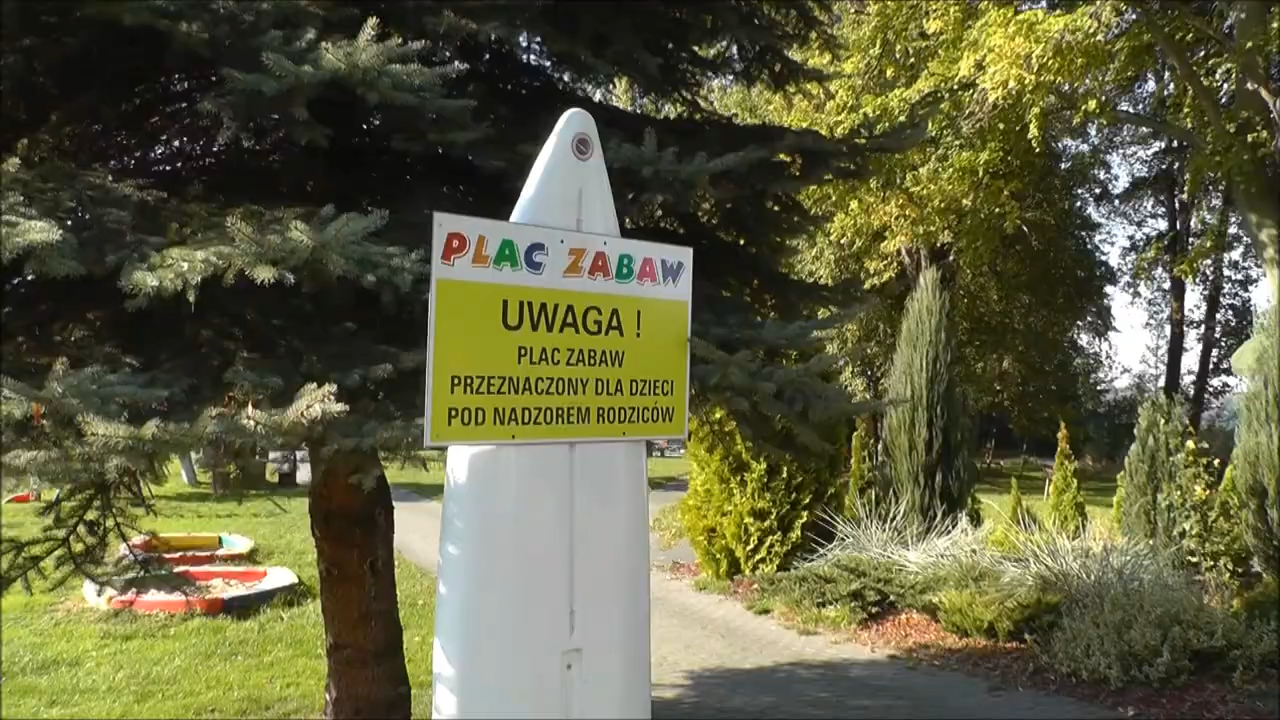 PLAC ZABAW
UWAGA !
PLAC ZABAW
PRZEZNACZONY DLA DZIECI
POD NADZOREM RODZICÓW